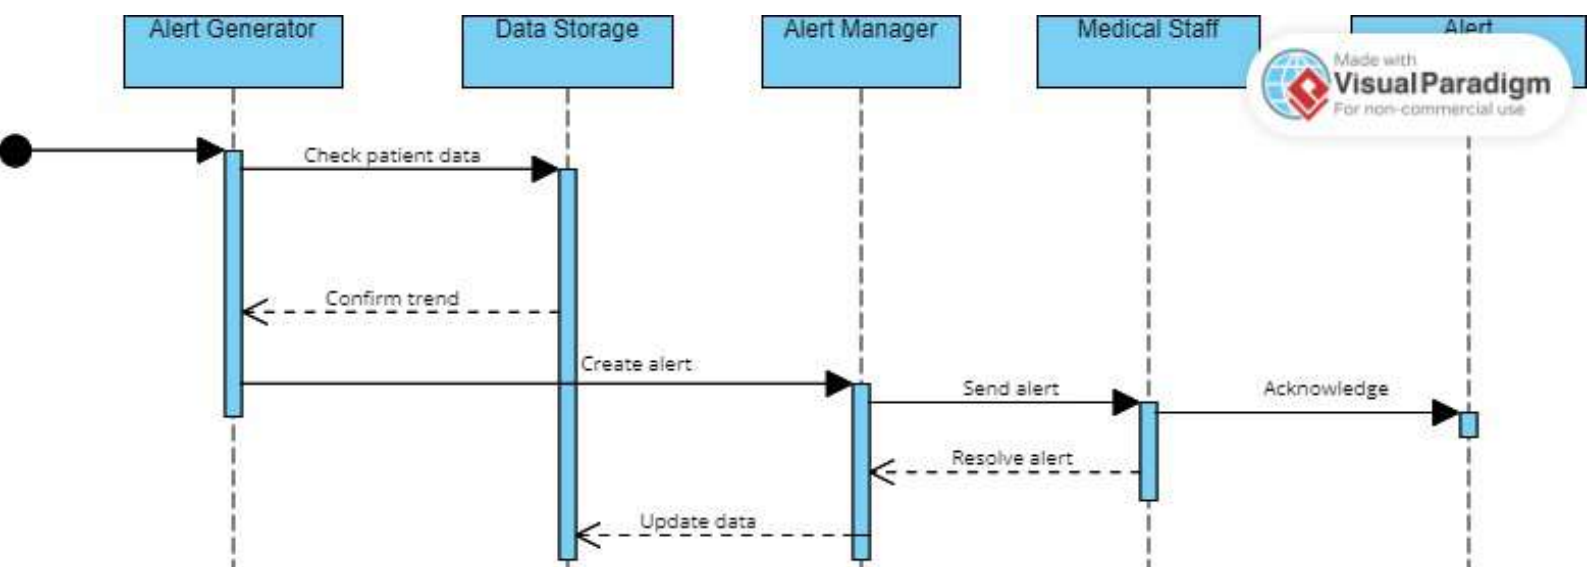 Alert Generator
Data Storage
Alert Manager
Medical Staff
Alert
Made with
Visual Paradigm
For non-commercial use
Check patient data
Confirm trend
Create alert
Send alert
Acknowledge
Resolve alert
Update data